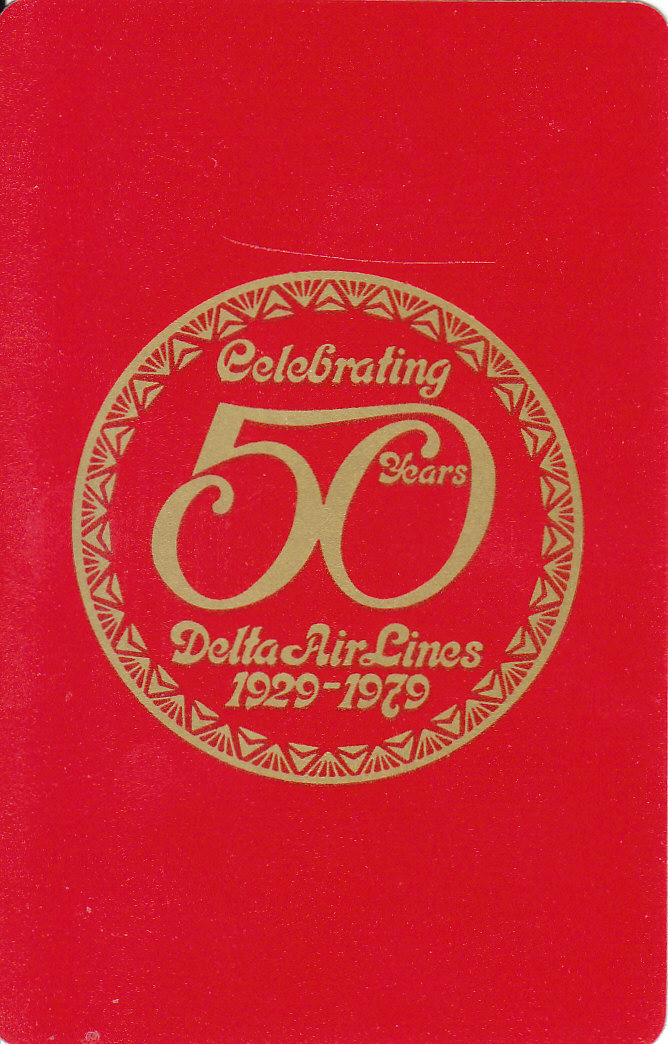 Celebrating
50
Years
Delta Air Lines
1929-1979